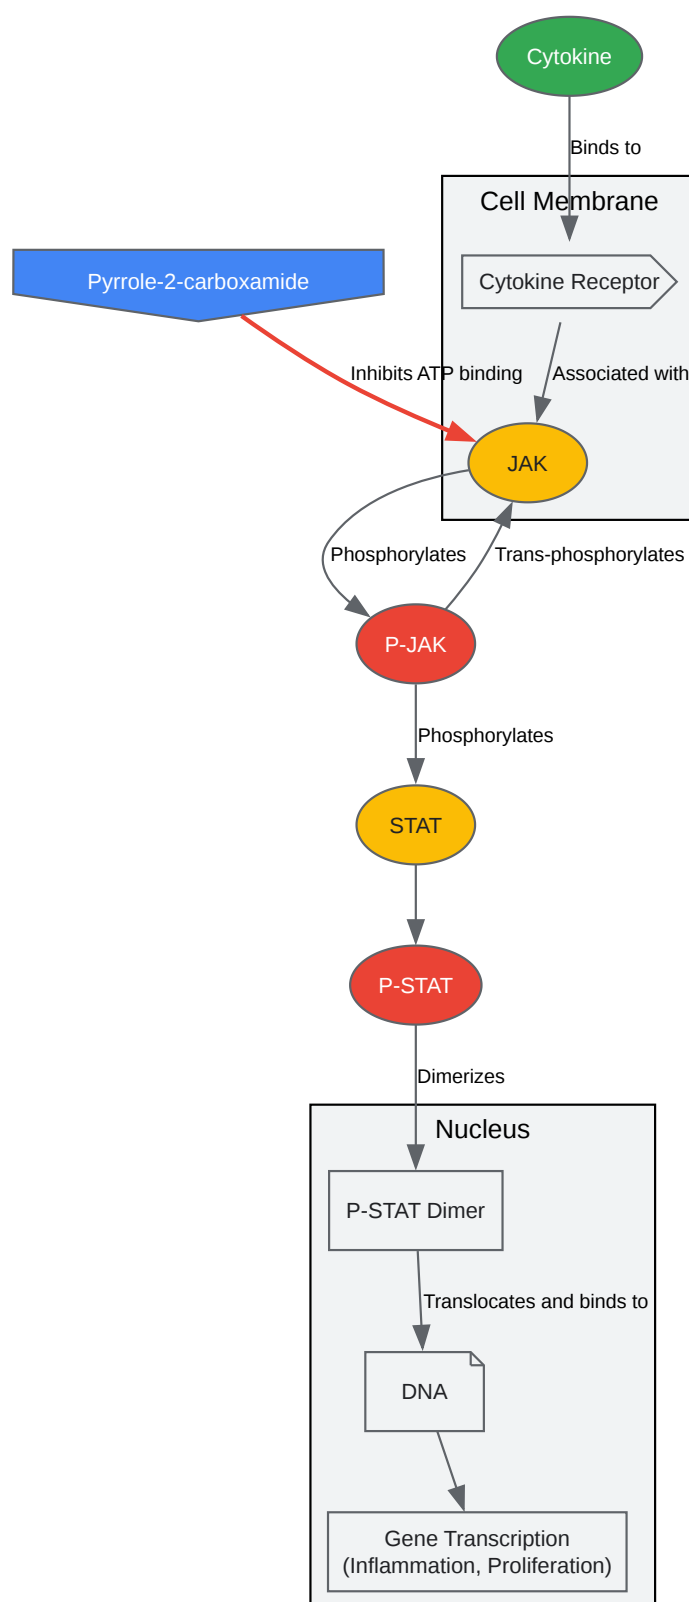 Cytokine
Binds to
Cell Membrane
Pyrrole-2-carboxamide
Cytokine Receptor
Inhibits ATP binding
Associated with
JAK
Phosphorylates
Trans-phosphorylates
P-JAK
Phosphorylates
STAT
P-STAT
Dimerizes
Nucleus
P-STAT Dimer
Translocates and binds to
DNA
Gene Transcription
(Inflammation, Proliferation)